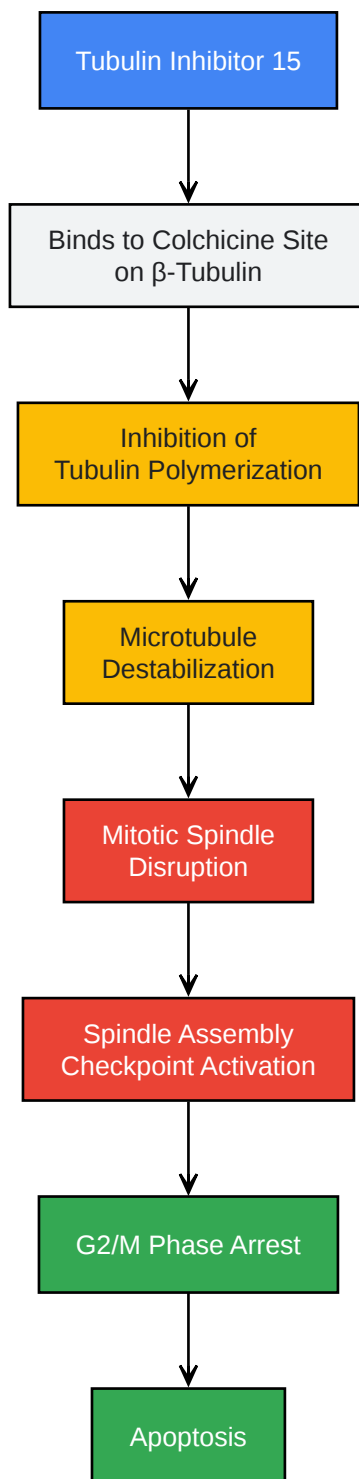 Tubulin Inhibitor 15
Binds to Colchicine Site
on β-Tubulin
Inhibition of
Tubulin Polymerization
Microtubule
Destabilization
Mitotic Spindle
Disruption
Spindle Assembly
Checkpoint Activation
G2/M Phase Arrest
Apoptosis